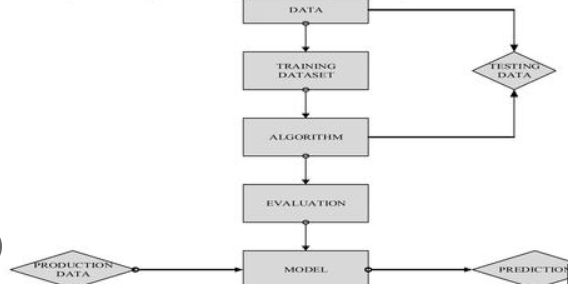 DATA
TRAINING
DATASET
TESTING
DATA
ALGORITHM
EVALUATION
PRODUCTION
DATA
MODEL
PREDICTION